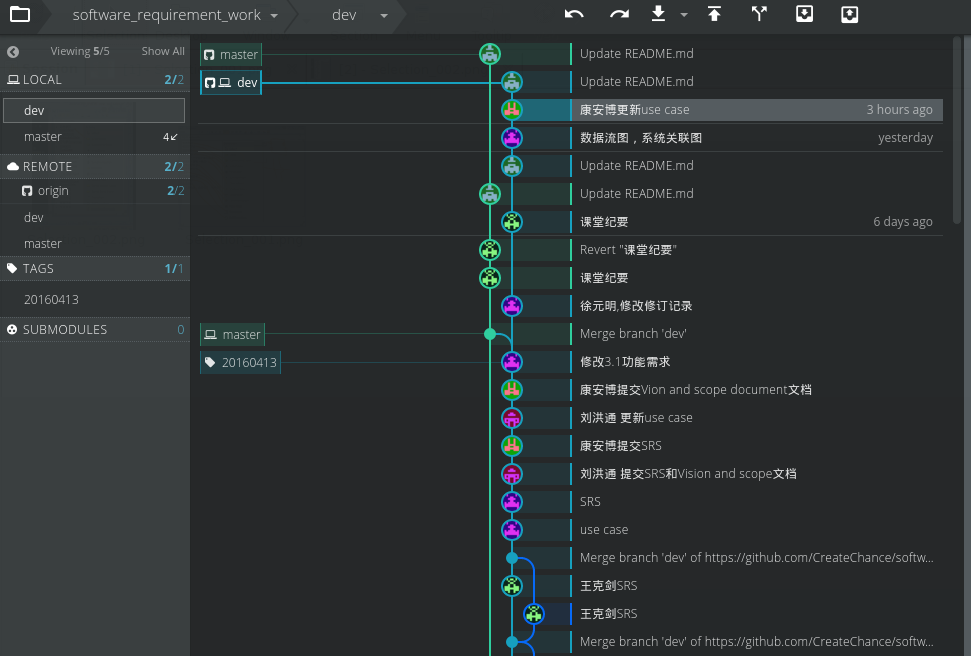 software_requirement_work dev
Viewing 5/5 Show All
LOCAL 2/2
dev
master 4
REMOTE 2/2
origin 2/2
dev
master
TAGS 1/1
20160413
SUBMODULES 0
master Update README.md
dev Update README.md
康安博更新use case 3 hours ago
数据流图，系统关联图 yesterday
Update README.md
Update README.md
课堂纪要 6 days ago
Revert "课堂纪要"
课堂纪要
徐元明,修改修订记录
master Merge branch 'dev'
20160413 修改3.1功能需求
康安博提交Vion and scope document文档
刘洪通 更新use case
康安博提交SRS
刘洪通 提交SRS和Vision and scope文档
SRS
use case
Merge branch 'dev' of https://github.com/CreateChance/softw...
王克剑SRS
王克剑SRS
Merge branch 'dev' of https://github.com/CreateChance/softw...